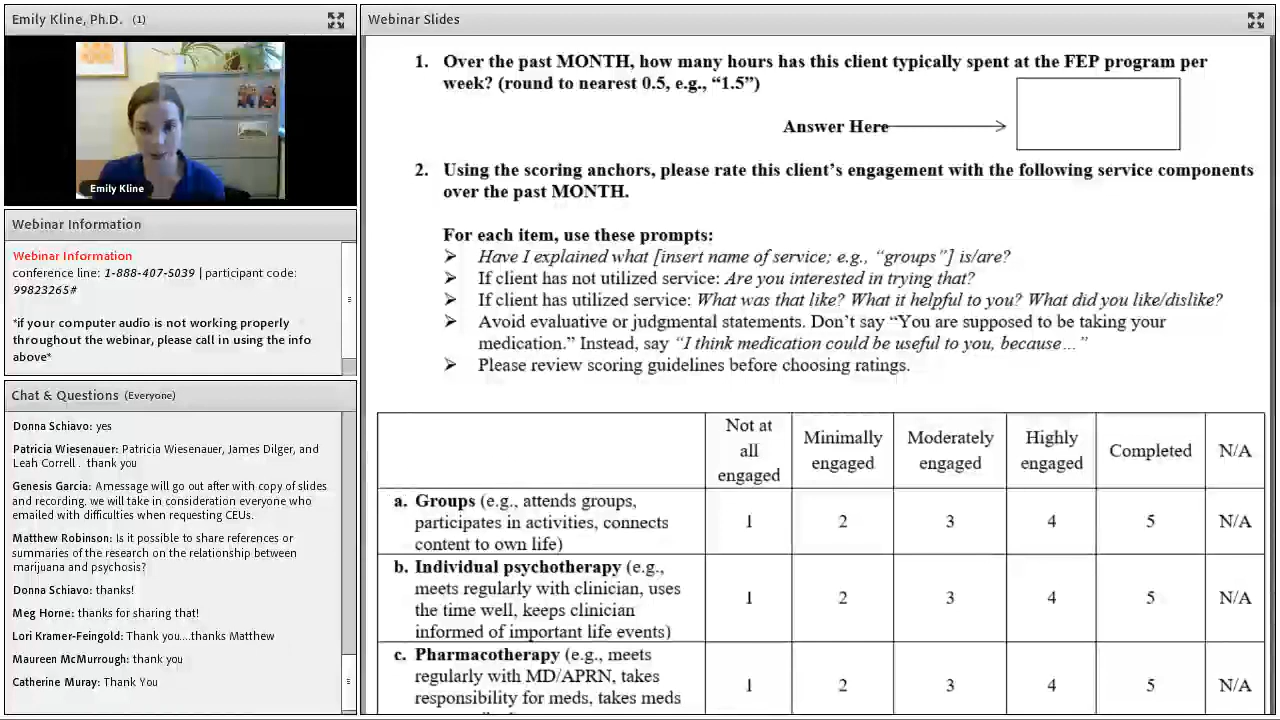 Emily Kline, Ph.D. (1)
Emily Kline
Webinar Information
Webinar Information
conference line: 1-888-407-5039 | participant code:
99823265#
*if your computer audio is not working properly
throughout the webinar, please call in using the info
above*
Chat & Questions (Everyone)
Donna Schiavo: yes
Patricia Wiesenauer: Patricia Wiesenauer, James Dilger, and
Leah Correll . thank you
Genesis Garcia: A message will go out after with copy of slides
and recording. we will take in consideration everyone who
emailed with difficulties when requesting CEUs.
Matthew Robinson: Is it possible to share references or
summaries of the research on the relationship between
marijuana and psychosis?
Donna Schiavo: thanks!
Meg Horne: thanks for sharing that!
Lori Kramer-Feingold: Thank you....thanks Matthew
Maureen McMurrough: thank you
Catherine Muray: Thank You
Webinar Slides
1. Over the past MONTH, how many hours has this client typically spent at the FEP program per
week? (round to nearest 0.5, e.g., “1.5”)
Answer Here
2. Using the scoring anchors, please rate this client’s engagement with the following service components
over the past MONTH.
For each item, use these prompts:
➢ Have I explained what [insert name of service; e.g., “groups”] is/are?
➢ If client has not utilized service: Are you interested in trying that?
➢ If client has utilized service: What was that like? What it helpful to you? What did you like/dislike?
➢ Avoid evaluative or judgmental statements. Don’t say “You are supposed to be taking your
medication.” Instead, say “I think medication could be useful to you, because…”
➢ Please review scoring guidelines before choosing ratings.
Not at
all
engaged
Minimally
engaged
Moderately
engaged
Highly
engaged
Completed
N/A
a. Groups (e.g., attends groups,
participates in activities, connects
content to own life)
1 2 3 4 5 N/A
b. Individual psychotherapy (e.g.,
meets regularly with clinician, uses
the time well, keeps clinician
informed of important life events)
1 2 3 4 5 N/A
c. Pharmacotherapy (e.g., meets
regularly with MD/APRN, takes
responsibility for meds, takes meds
1 2 3 4 5 N/A